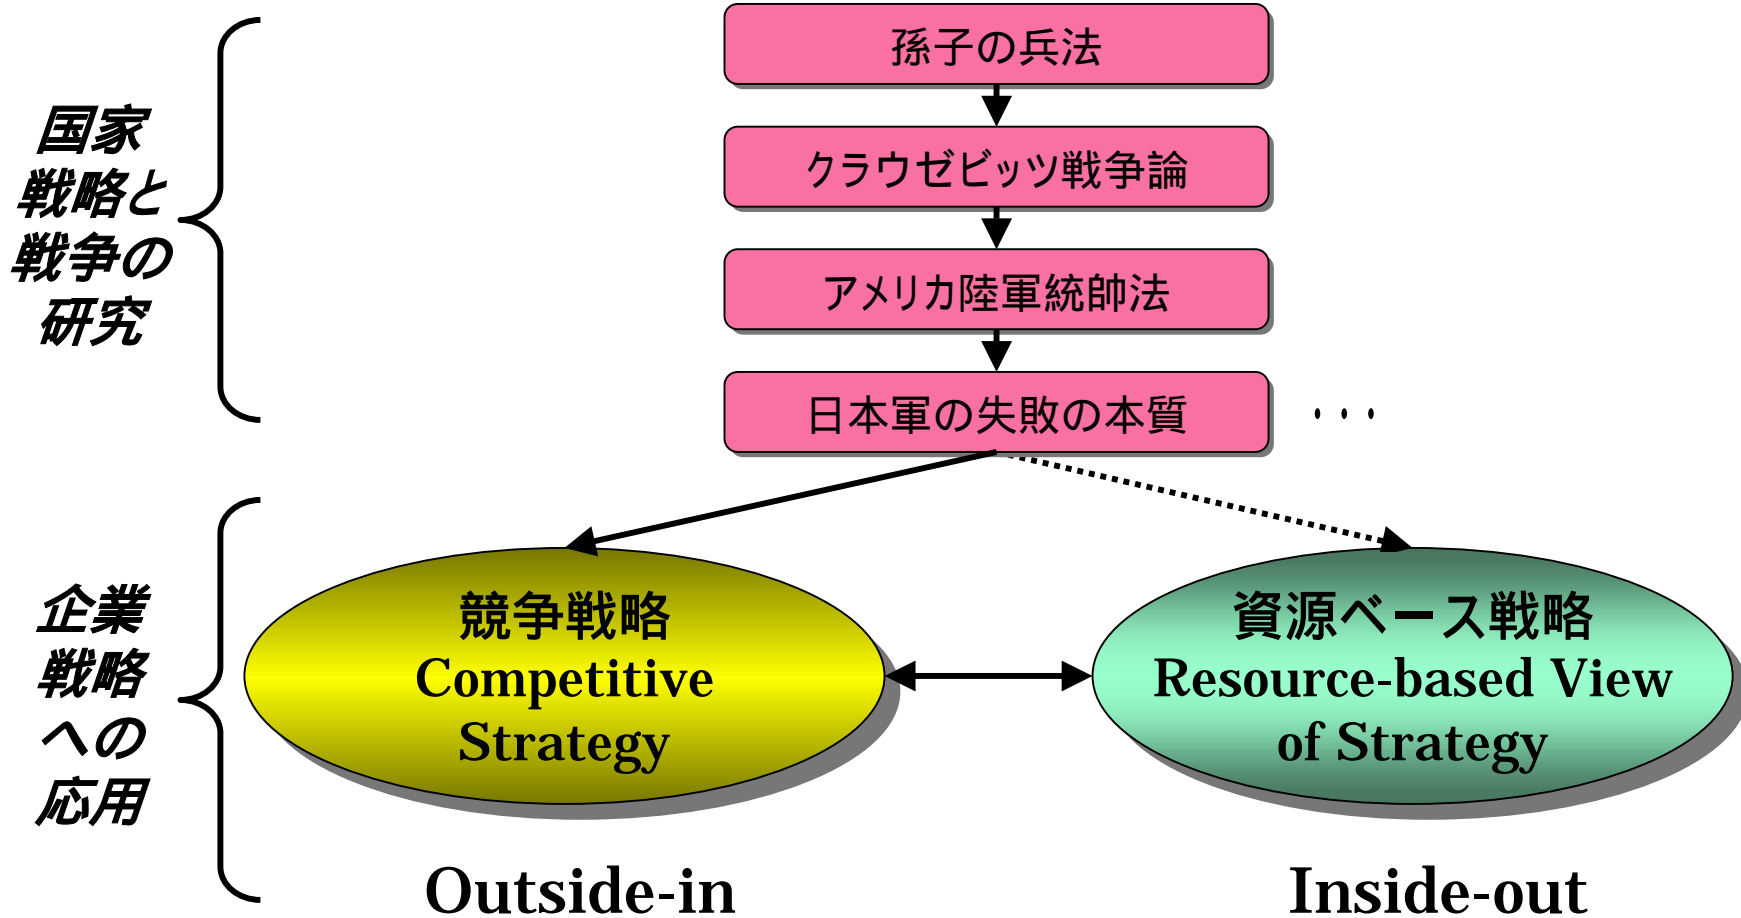 国家
戦略と
戦争の
研究
孫子の兵法
クラウゼビッツ戦争論
アメリカ陸軍統帥法
日本軍の失敗の本質
・・・
企業
戦略
への
応用
競争戦略
Competitive
Strategy
資源ベース戦略
Resource-based View
of Strategy
Outside-in
Inside-out